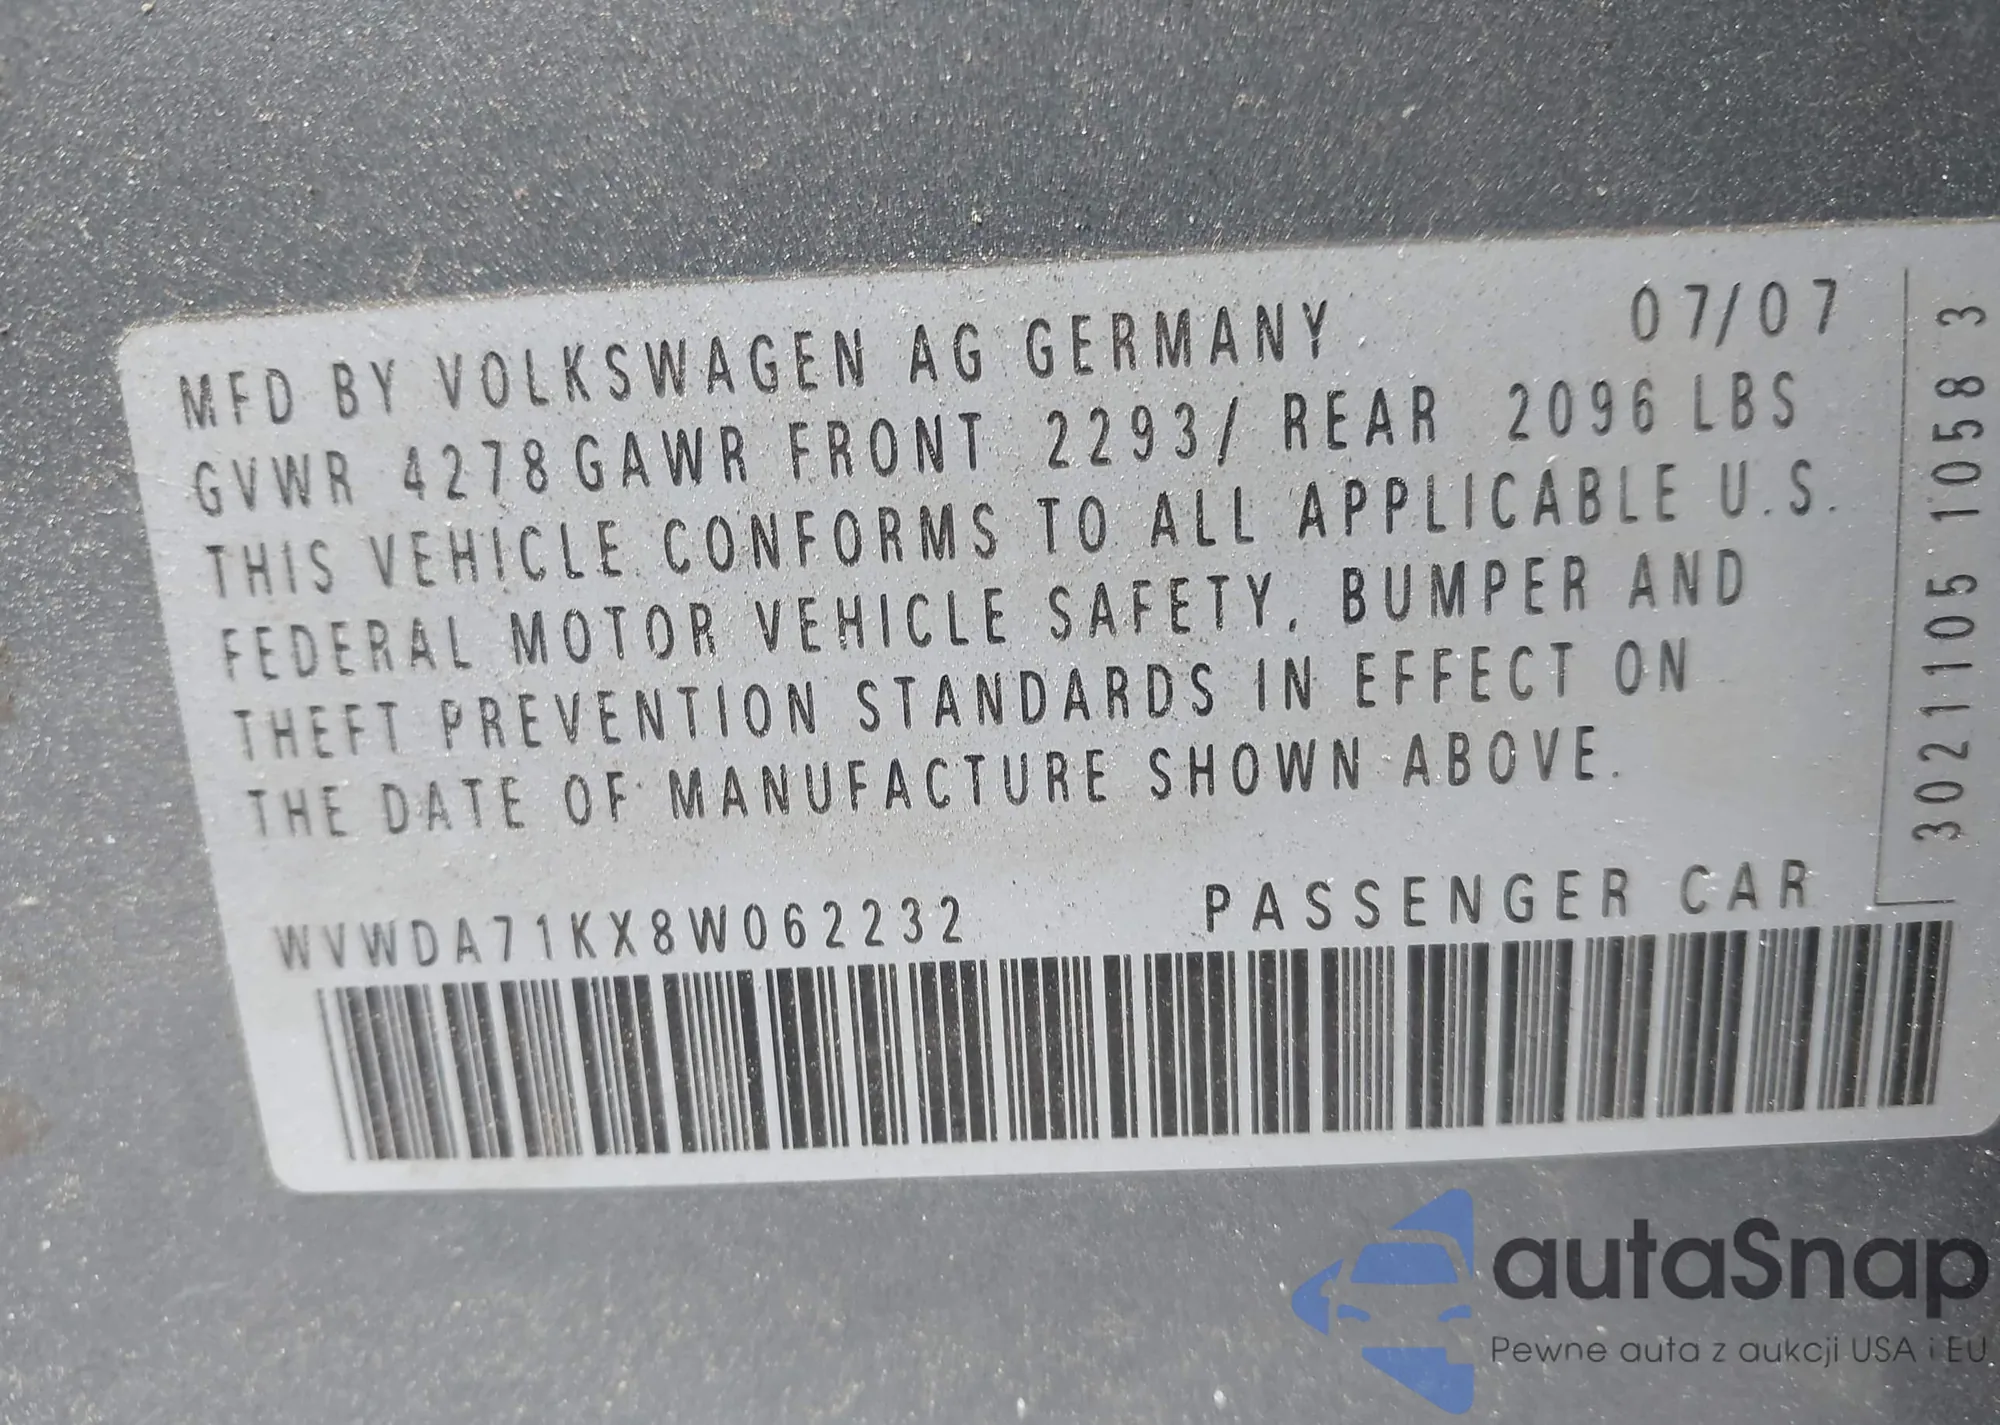 MFD BY VOLKSWAGEN AG GERMANY 07/07
GVWR 4278 GAWR FRONT 2293/ REAR 2096 LBS
THIS VEHICLE CONFORMS TO ALL APPLICABLE U.S.
FEDERAL MOTOR VEHICLE SAFETY, BUMPER AND
THEFT PREVENTION STANDARDS IN EFFECT ON
THE DATE OF MANUFACTURE SHOWN ABOVE.
WVWDA71KX8W062232 PASSENGER CAR
3021105 10583
autaSnap
Pewne auta z aukcji USA i EU